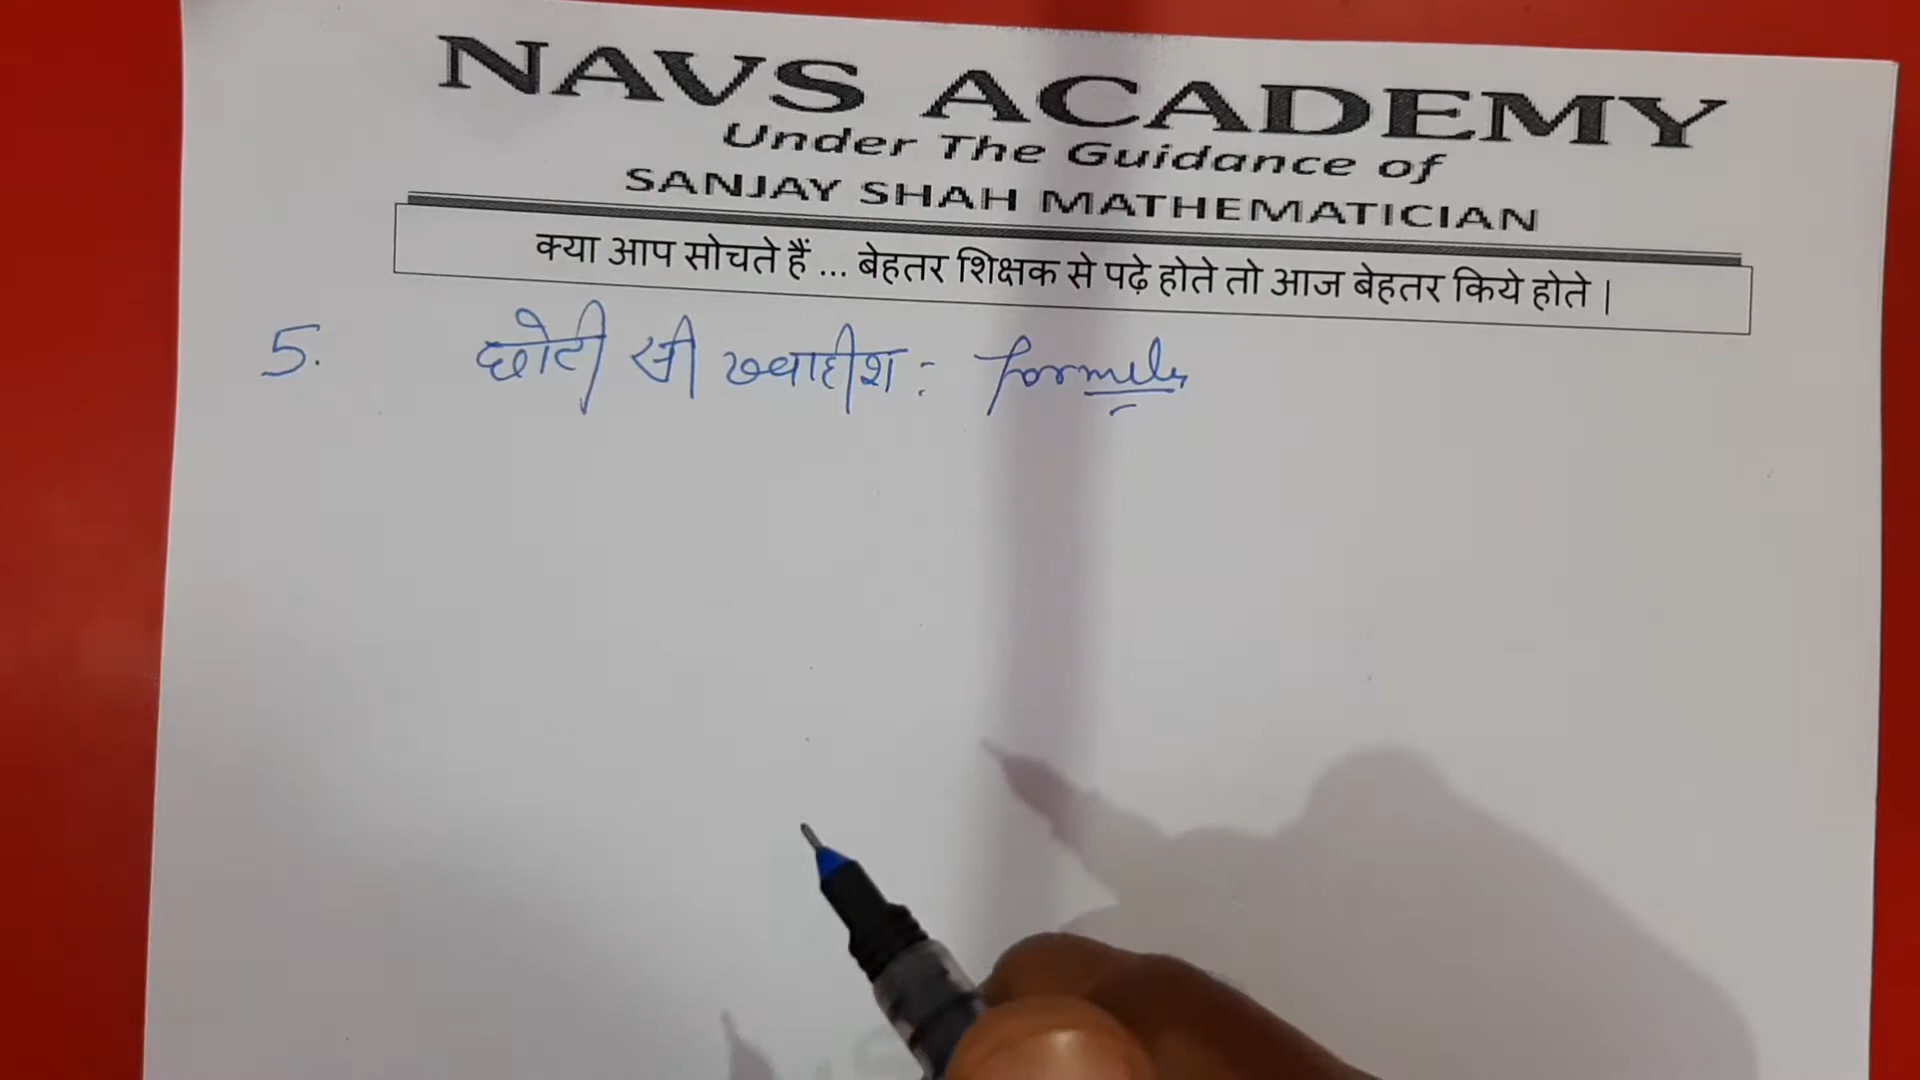 NAVS ACADEMY
Under The Guidance of
SANJAY SHAH MATHEMATICIAN
क्या आप सोचते हैं ... बेहतर शिक्षक से पढ़े होते तो आज बेहतर किये होते |
5. छोटी सी ख्वाहीश : formula